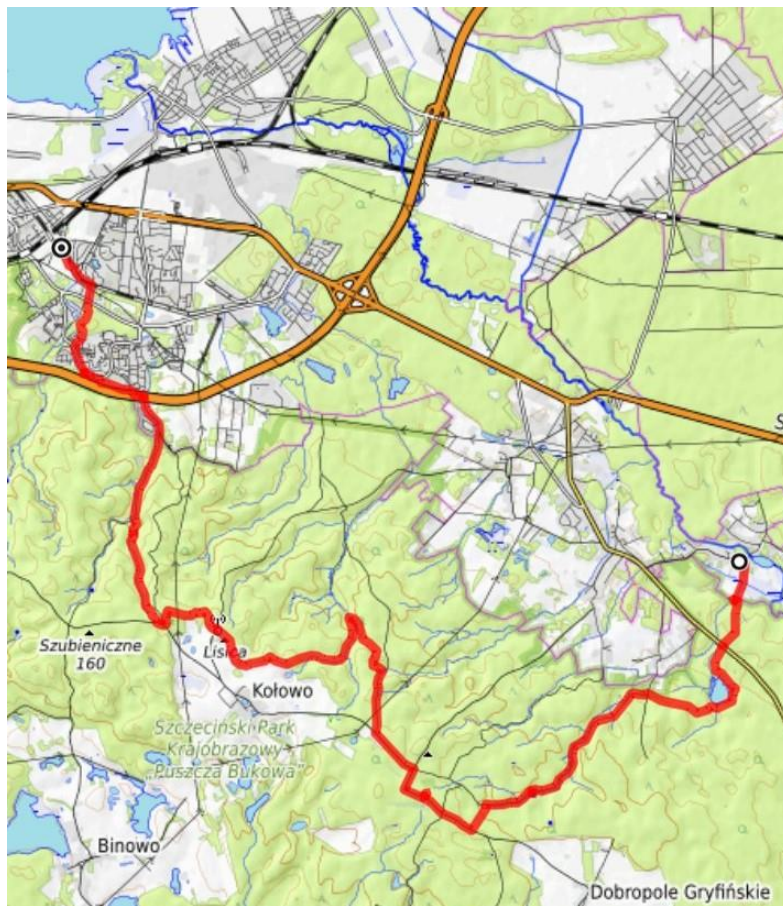 Szubieniczne
160
Lisica
Kołowo
Szczeciński Park
Krajobrazowy
„Puszcza Bukowa”
Binowo
Dobropole Gryfińskie
S